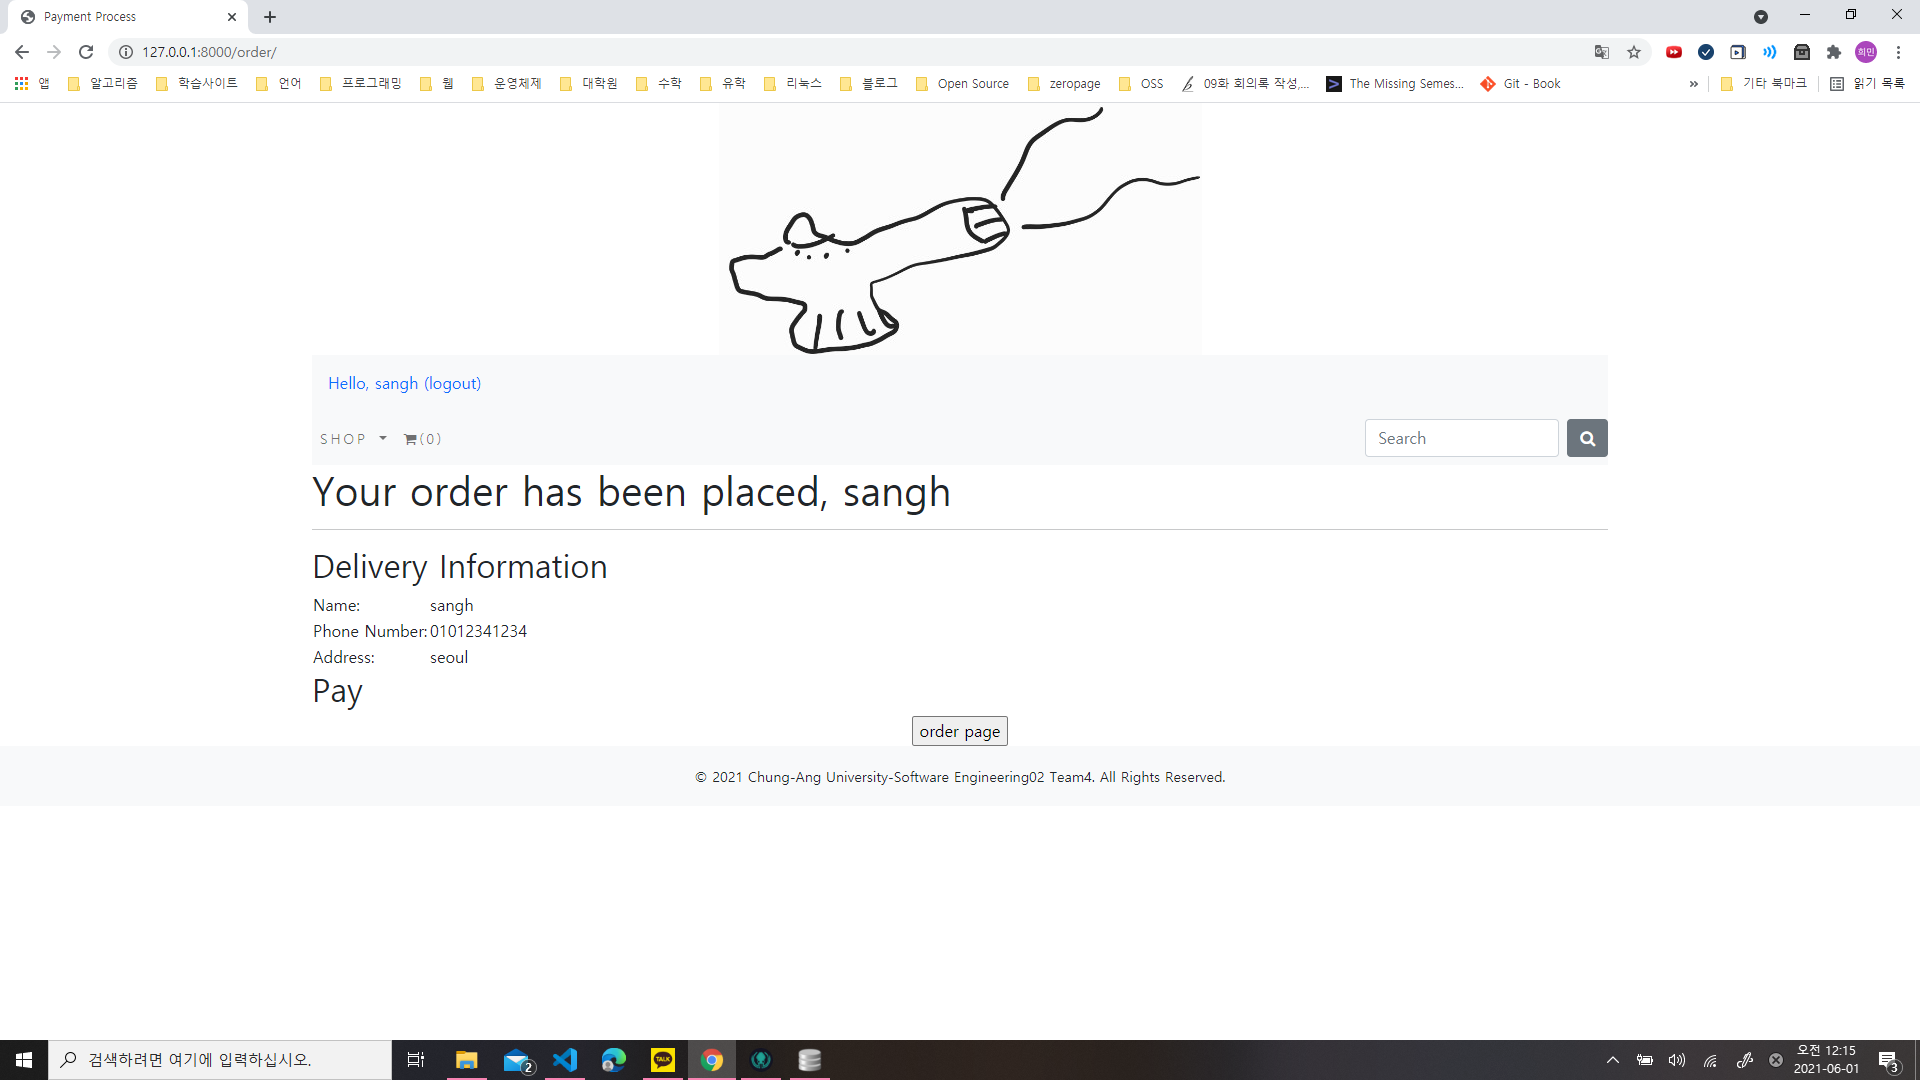 Payment Process
127.0.0.1:8000/order/
희민
앱 알고리즘 학습사이트 언어 프로그래밍 웹 운영체제 대학원 수학 유학 리눅스 블로그 Open Source zeropage OSS 09화 회의록 작성,... The Missing Semes... Git - Book » 기타 북마크 읽기 목록
Hello, sangh (logout)
SHOP (0) Search
Your order has been placed, sangh
Delivery Information
Name: sangh
Phone Number: 01012341234
Address: seoul
Pay
order page
© 2021 Chung-Ang University-Software Engineering02 Team4. All Rights Reserved.
검색하려면 여기에 입력하십시오.
2
TALK
오전 12:15
2021-06-01
3